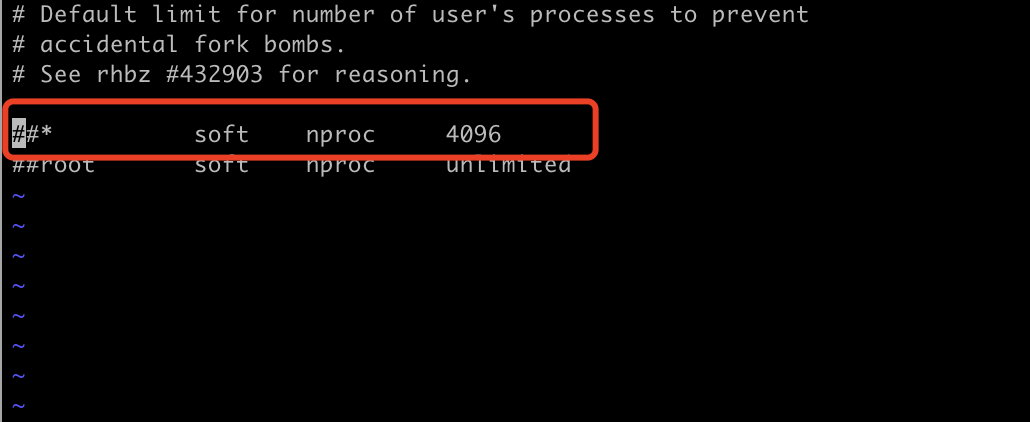 # Default limit for number of user's processes to prevent
# accidental fork bombs.
# See rhbz #432903 for reasoning.
##* soft nproc 4096
##root soft nproc unlimited
~
~
~
~
~
~
~
~